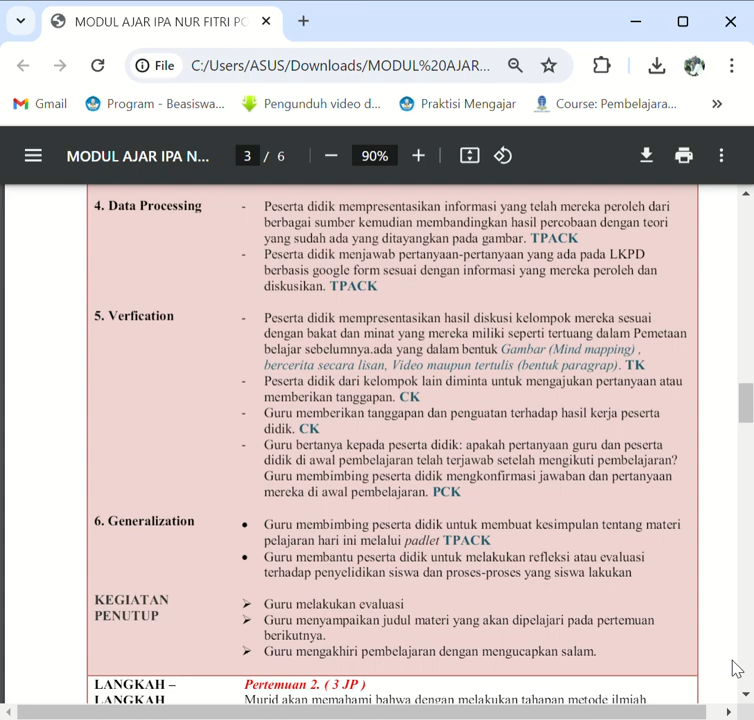 MODUL AJAR IPA NUR FITRI PO
File C:/Users/ASUS/Downloads/MODUL%20AJAR...
Gmail Program - Beasiswa... Pengunduh video d... Praktisi Mengajar Course: Pembelajara...
MODUL AJAR IPA N... 3 / 6 90%
4. Data Processing - Peserta didik mempresentasikan informasi yang telah mereka peroleh dari
berbagai sumber kemudian membandingkan hasil percobaan dengan teori
yang sudah ada yang ditayangkan pada gambar. TPACK
- Peserta didik menjawab pertanyaan-pertanyaan yang ada pada LKPD
berbasis google form sesuai dengan informasi yang mereka peroleh dan
diskusikan. TPACK
5. Verfication - Peserta didik mempresentasikan hasil diskusi kelompok mereka sesuai
dengan bakat dan minat yang mereka miliki seperti tertuang dalam Pemetaan
belajar sebelumnya.ada yang dalam bentuk Gambar (Mind mapping) ,
bercerita secara lisan, Video maupun tertulis (bentuk paragrap). TK
- Peserta didik dari kelompok lain diminta untuk mengajukan pertanyaan atau
memberikan tanggapan. CK
- Guru memberikan tanggapan dan penguatan terhadap hasil kerja peserta
didik. CK
- Guru bertanya kepada peserta didik: apakah pertanyaan guru dan peserta
didik di awal pembelajaran telah terjawab setelah mengikuti pembelajaran?
Guru membimbing peserta didik mengkonfirmasi jawaban dan pertanyaan
mereka di awal pembelajaran. PCK
6. Generalization • Guru membimbing peserta didik untuk membuat kesimpulan tentang materi
pelajaran hari ini melalui padlet TPACK
• Guru membantu peserta didik untuk melakukan refleksi atau evaluasi
terhadap penyelidikan siswa dan proses-proses yang siswa lakukan
KEGIATAN ➢ Guru melakukan evaluasi
PENUTUP ➢ Guru menyampaikan judul materi yang akan dipelajari pada pertemuan
berikutnya.
➢ Guru mengakhiri pembelajaran dengan mengucapkan salam.
LANGKAH – Pertemuan 2. ( 3 JP )
LANGKAH Murid akan memahami bahwa dengan melakukan tahapan metode ilmiah